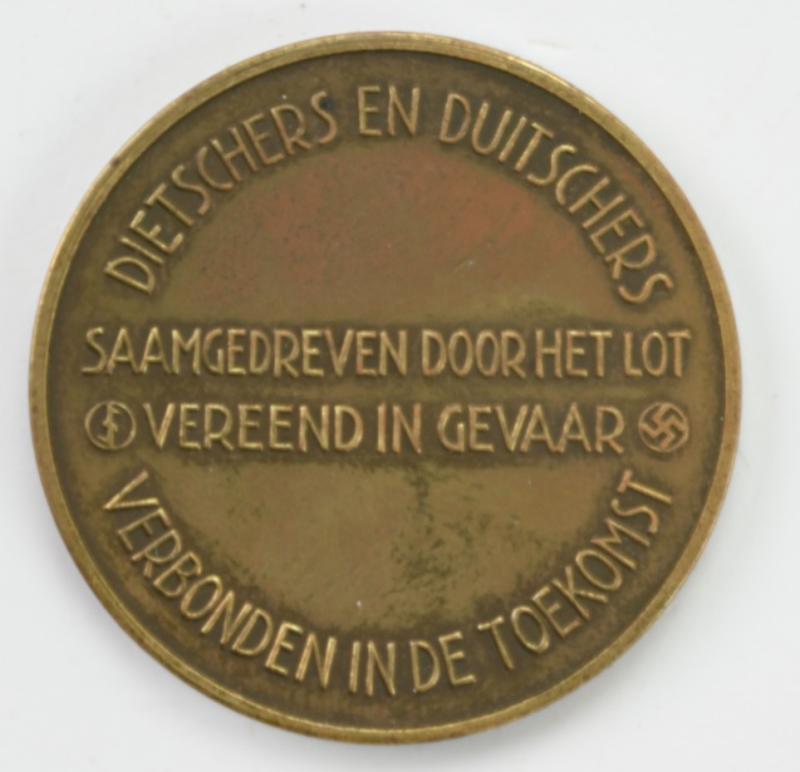 DIETSCHERS EN DUITSCHERS
SAAMGEDREVEN DOOR HET LOT
VEREEND IN GEVAAR
VERBONDEN IN DE TOEKOMST